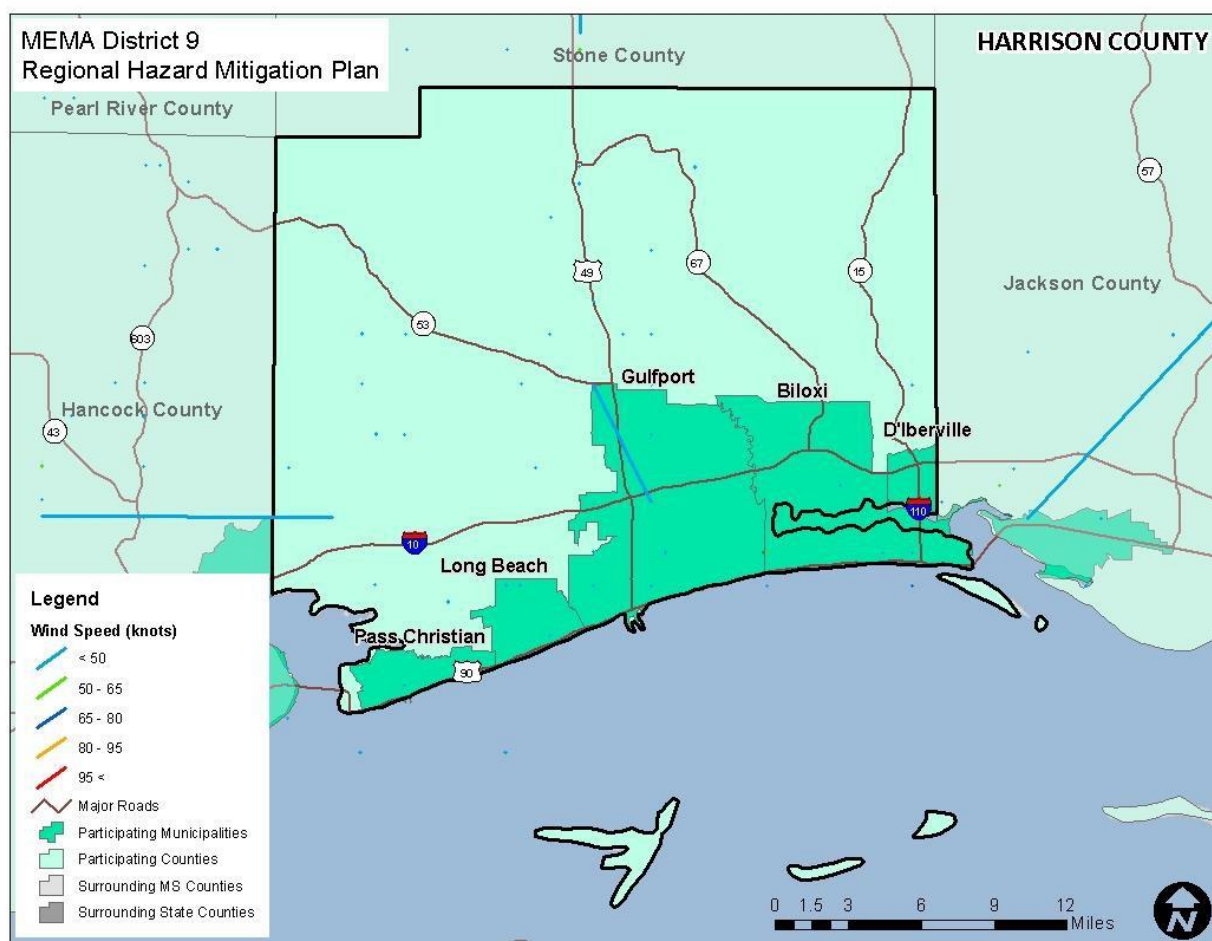 MEMA District 9
Regional Hazard Mitigation Plan
HARRISON COUNTY
Stone County
Pearl River County
57
49
67
15
Jackson County
53
603
Gulfport
Biloxi
Hancock County
43
D'Iberville
110
10
Long Beach
Pass Christian
90
Legend
Wind Speed (knots)
< 50
50 - 65
65 - 80
80 - 95
95 <
Major Roads
Participating Municipalities
Participating Counties
Surrounding MS Counties
Surrounding State Counties
0 1.5 3 6 9 12
Miles
N